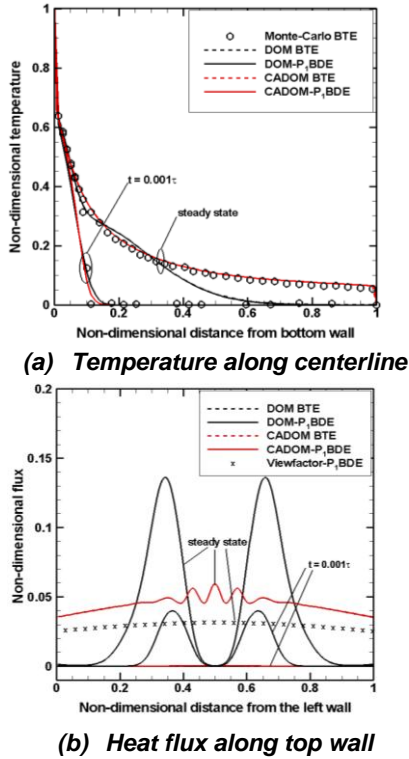 1
0.8
0.6
0.4
0.2
0
0
0.2
0.4
0.6
0.8
1
Non-dimensional temperature
Monte-Carlo BTE
DOM BTE
DOM-P₁BDE
CADOM BTE
CADOM-P₁BDE
t = 0.001τ
steady state
Non-dimensional distance from bottom wall
(a) Temperature along centerline
0.2
0.15
0.1
0.05
0
0
0.2
0.4
0.6
0.8
1
Non-dimensional flux
DOM BTE
DOM-P₁BDE
CADOM BTE
CADOM-P₁BDE
Viewfactor-P₁BDE
steady state
t = 0.001τ
Non-dimensional distance from the left wall
(b) Heat flux along top wall